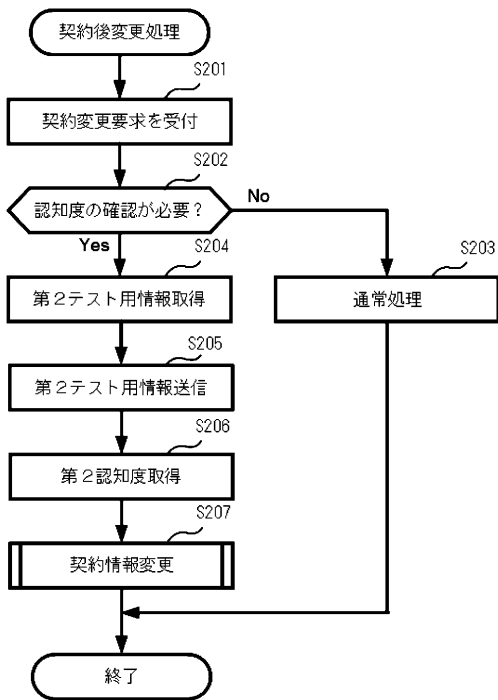 契約後変更処理
S201
契約変更要求を受付
S202
認知度の確認が必要？
No
Yes
S204
S203
第２テスト用情報取得
通常処理
S205
第２テスト用情報送信
S206
第２認知度取得
S207
契約情報変更
終了